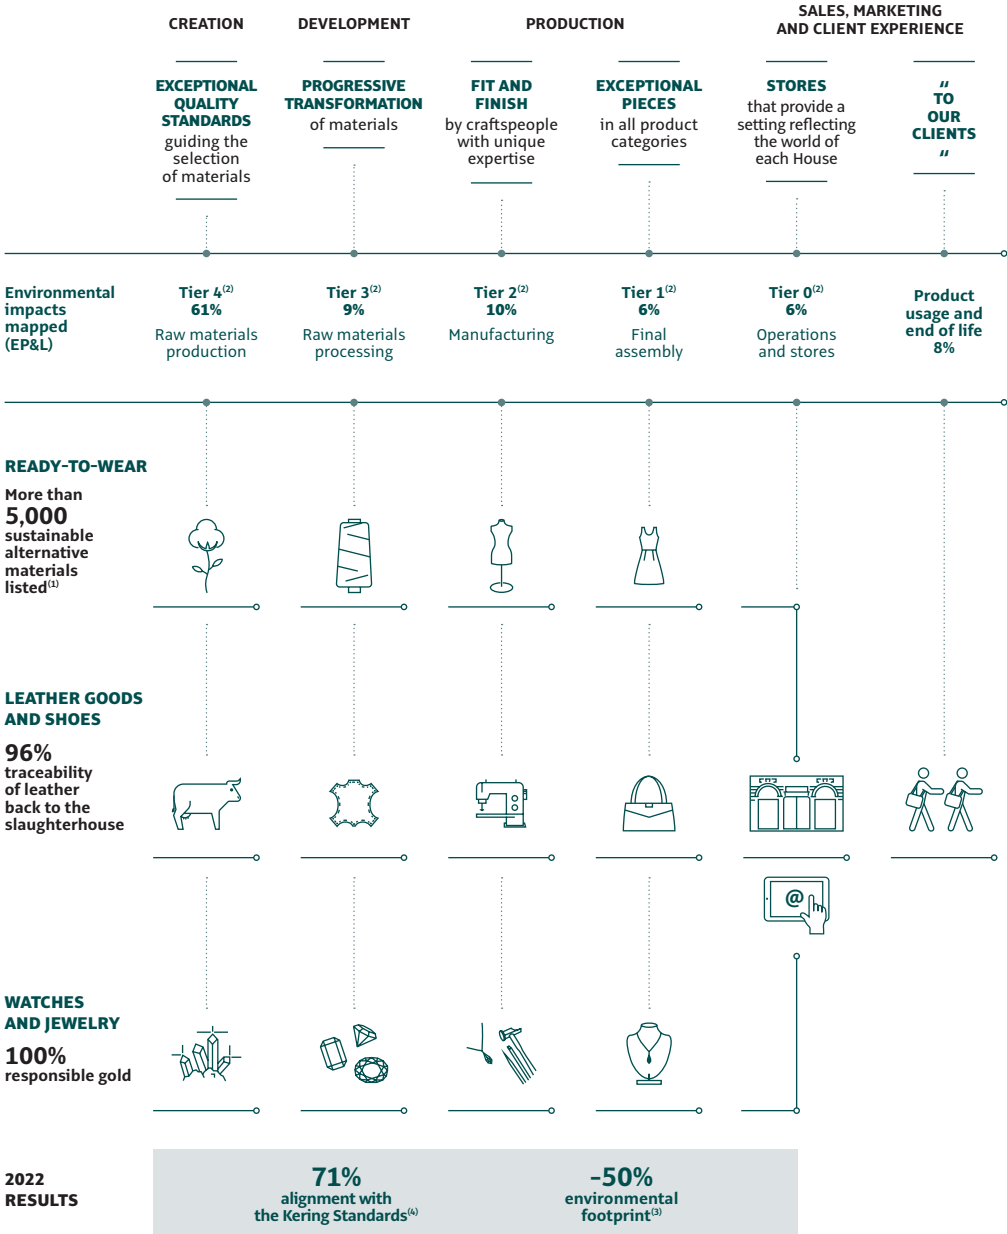 CREATION
DEVELOPMENT
PRODUCTION
SALES, MARKETING
AND CLIENT EXPERIENCE
EXCEPTIONAL
QUALITY
STANDARDS
guiding the
selection
of materials
PROGRESSIVE
TRANSFORMATION
of materials
FIT AND
FINISH
by craftspeople
with unique
expertise
EXCEPTIONAL
PIECES
in all product
categories
STORES
that provide a
setting reflecting
the world of
each House
“
TO
OUR
CLIENTS
“
Environmental
impacts
mapped
(EP&L)
Tier 4(2)
61%
Raw materials
production
Tier 3(2)
9%
Raw materials
processing
Tier 2(2)
10%
Manufacturing
Tier 1(2)
6%
Final
assembly
Tier 0(2)
6%
Operations
and stores
Product
usage and
end of life
8%
READY-TO-WEAR
More than
5,000
sustainable
alternative
materials
listed(1)
LEATHER GOODS
AND SHOES
96%
traceability
of leather
back to the
slaughterhouse
@
WATCHES
AND JEWELRY
100%
responsible gold
2022
RESULTS
71%
alignment with
the Kering Standards(4)
-50%
environmental
footprint(3)